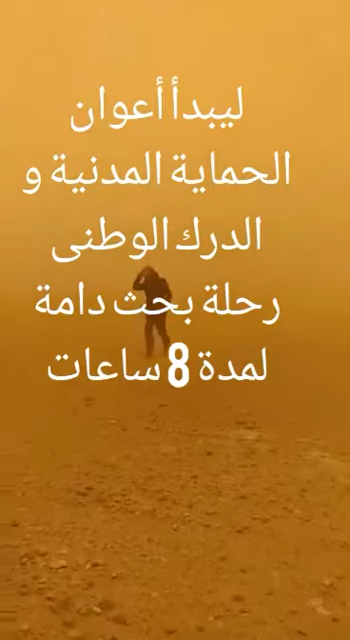 ليبدأ أعوان
الحماية المدنية و
الدرك الوطنى
رحلة بحث دامة
لمدة 8 ساعات